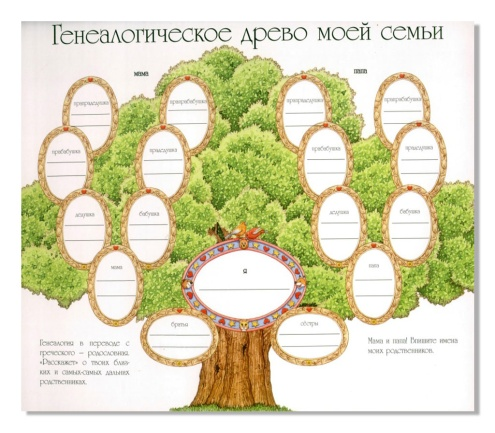 Генеалогическое древо моей семьи
мама
папа
прапрадедушка
прапрабабушка
прапрадедушка
прапрабабушка
прабабушка
прадедушка
прабабушка
прадедушка
дедушка
бабушка
дедушка
бабушка
мама
я
папа
братья
сёстры
Генеалогия в переводе с
греческого – родословника.
«Расскажет» о твоих близ-
ких и самых-самых дальних
родственниках.
Мама и папа! Впишите имена
моих родственников.